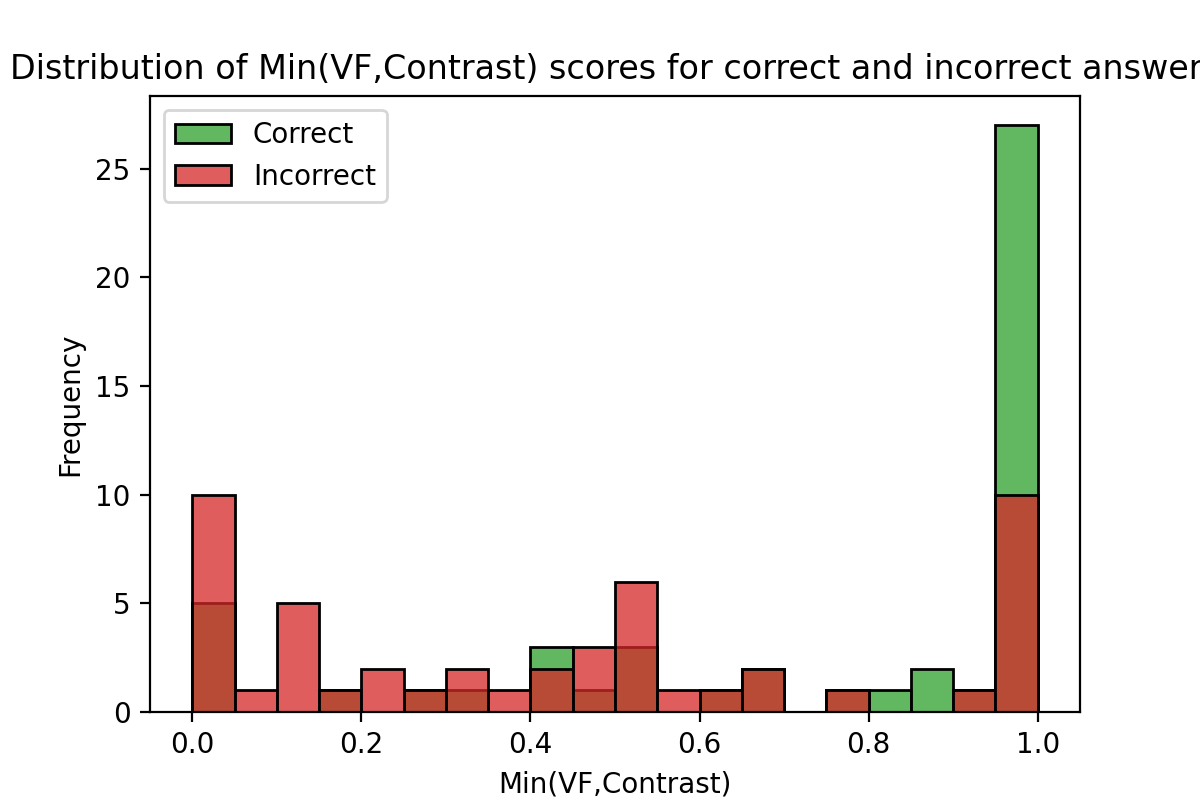 Distribution of Min(VF,Contrast) scores for correct and incorrect answer
Correct
Incorrect
Frequency
25
20
15
10
5
0
0.0 0.2 0.4 0.6 0.8 1.0
Min(VF,Contrast)